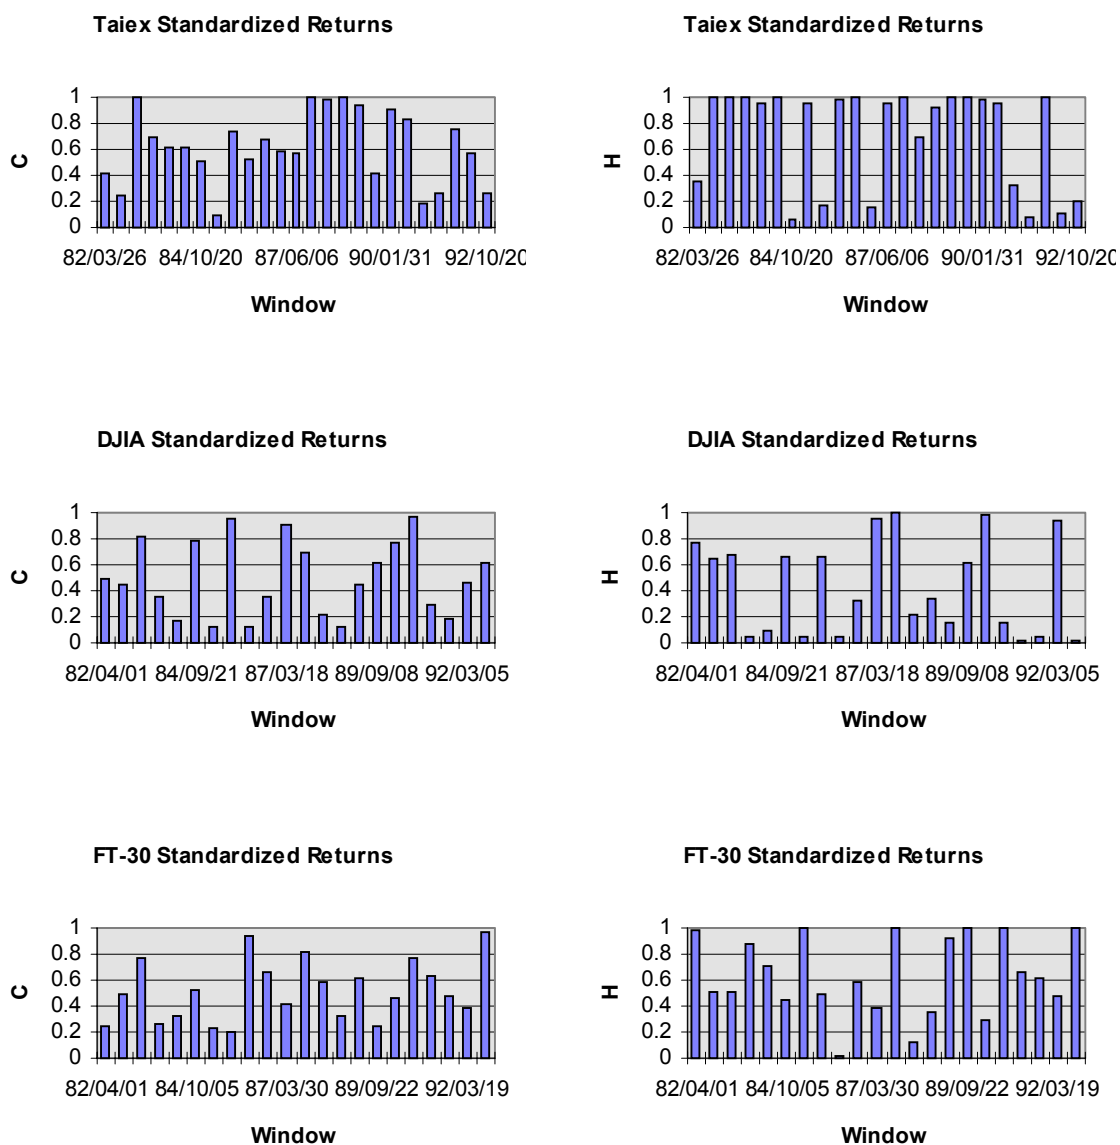 Taiex Standardized Returns
1
0.8
0.6
0.4
0.2
0
C
82/03/26 84/10/20 87/06/06 90/01/31 92/10/20
Window
Taiex Standardized Returns
1
0.8
0.6
0.4
0.2
0
H
82/03/26 84/10/20 87/06/06 90/01/31 92/10/20
Window
DJIA Standardized Returns
1
0.8
0.6
0.4
0.2
0
C
82/04/01 84/09/21 87/03/18 89/09/08 92/03/05
Window
DJIA Standardized Returns
1
0.8
0.6
0.4
0.2
0
H
82/04/01 84/09/21 87/03/18 89/09/08 92/03/05
Window
FT-30 Standardized Returns
1
0.8
0.6
0.4
0.2
0
C
82/04/01 84/10/05 87/03/30 89/09/22 92/03/19
Window
FT-30 Standardized Returns
1
0.8
0.6
0.4
0.2
0
H
82/04/01 84/10/05 87/03/30 89/09/22 92/03/19
Window